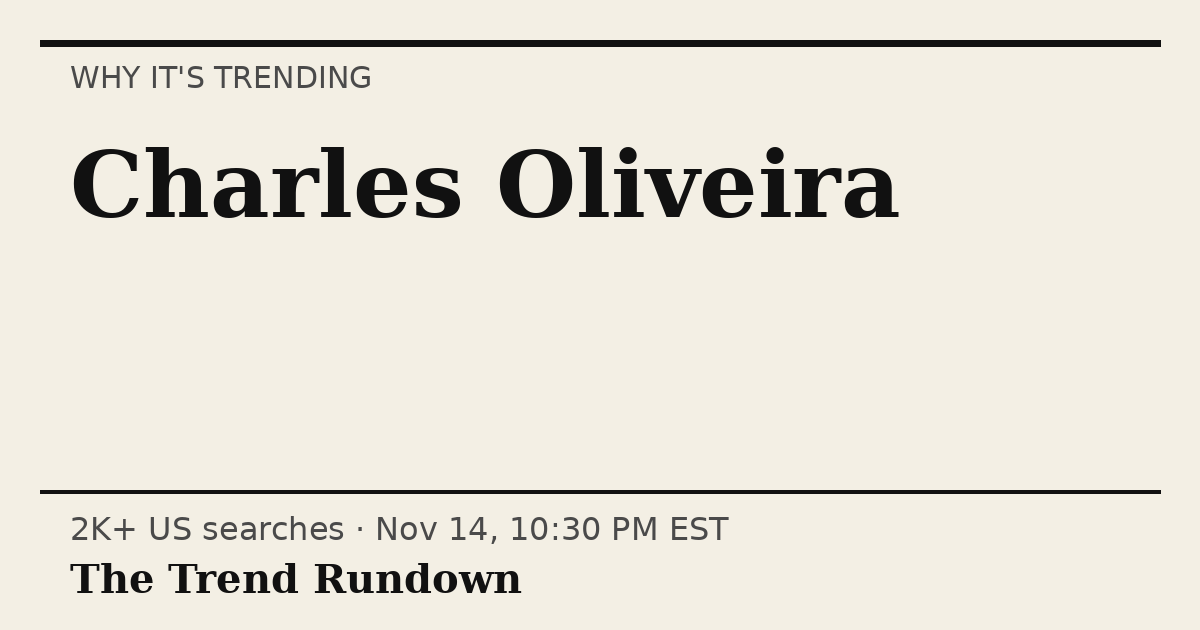 WHY IT'S TRENDING
Charles Oliveira
2K+ US searches · Nov 14, 10:30 PM EST
The Trend Rundown